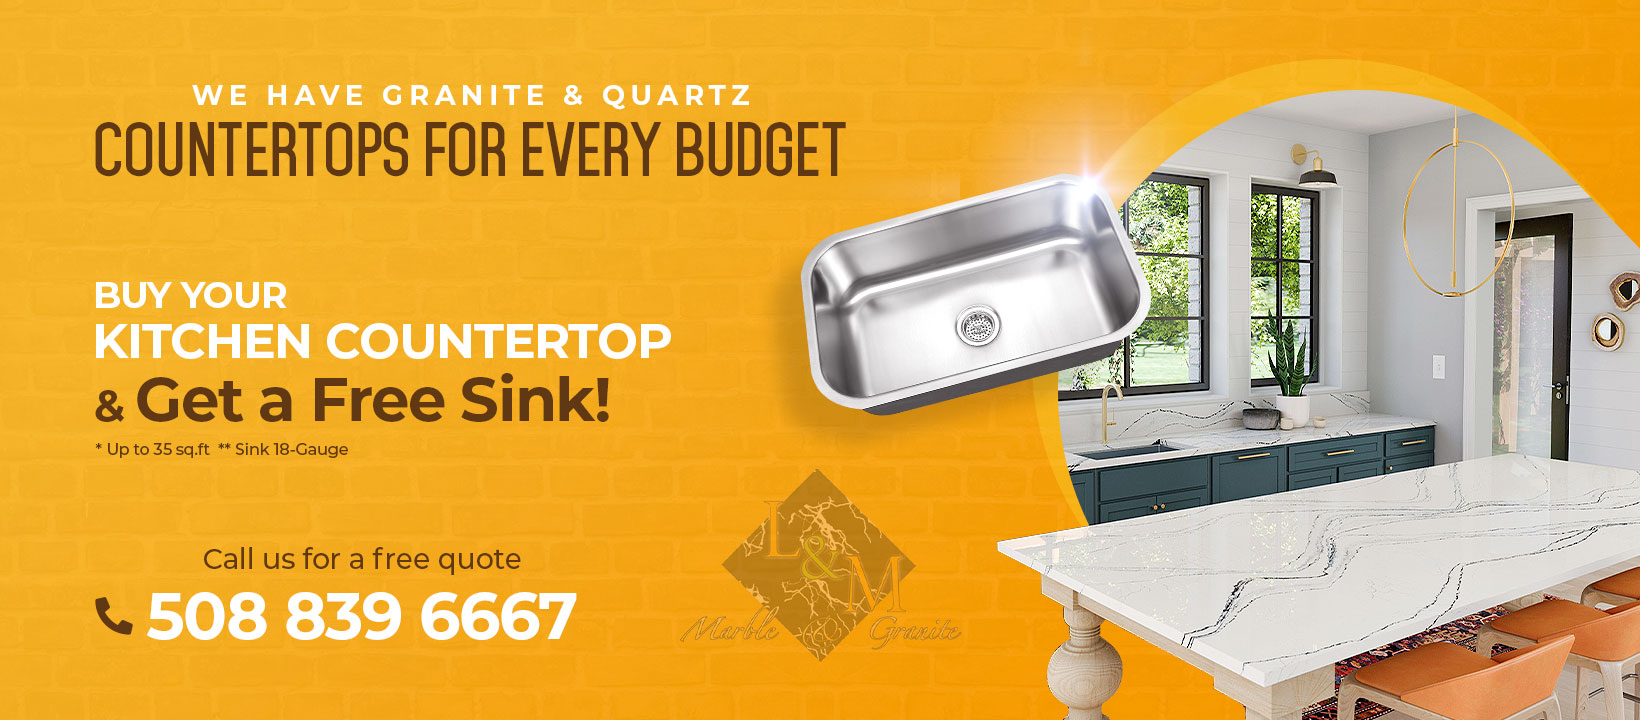 WE HAVE GRANITE & QUARTZ
COUNTERTOPS FOR EVERY BUDGET
BUY YOUR
KITCHEN COUNTERTOP
& Get a Free Sink!
* Up to 35 sq.ft ** Sink 18-Gauge
Call us for a free quote
508 839 6667
L & M
Marble Granite